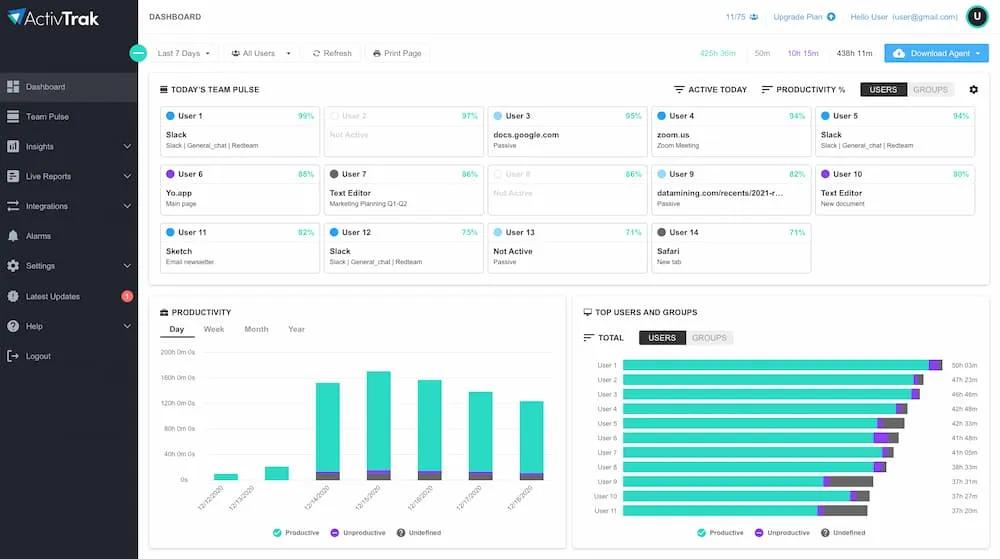 ActivTrak
DASHBOARD
11/75
Upgrade Plan
Hello User (user@gmail.com)
U
Last 7 Days
All Users
Refresh
Print Page
425h 36m
50m
10h 15m
438h 11m
Download Agent
Dashboard
Team Pulse
Insights
Live Reports
Integrations
Alarms
Settings
Latest Updates
1
Help
Logout
TODAY'S TEAM PULSE
ACTIVE TODAY
PRODUCTIVITY %
USERS
GROUPS
User 1 99%
Slack
Slack | General_chat | Redteam
User 2 97%
Not Active
User 3 95%
docs.google.com
Passive
User 4 94%
zoom.us
Zoom Meeting
User 5 94%
Slack
Slack | General_chat | Redteam
User 6 88%
Yo.app
Main page
User 7 86%
Text Editor
Marketing Planning Q1-Q2
User 8 86%
Not Active
User 9 82%
datamining.com/recents/2021-r...
Passive
User 10 80%
Text Editor
New document
User 11 82%
Sketch
Email newsletter
User 12 75%
Slack
Slack | General_chat | Redteam
User 13 71%
Not Active
Passive
User 14 71%
Safari
New tab
PRODUCTIVITY
Day
Week
Month
Year
200h 0m 0s
160h 0m 0s
120h 0m 0s
80h 0m 0s
40h 0m 0s
0s
12/12/2020
12/13/2020
12/14/2020
12/15/2020
12/16/2020
12/17/2020
12/18/2020
Productive
Unproductive
Undefined
TOP USERS AND GROUPS
TOTAL
USERS
GROUPS
User 1 50h 03m
User 2 47h 23m
User 3 46h 46m
User 4 42h 48m
User 5 42h 33m
User 6 41h 48m
User 7 41h 05m
User 8 38h 33m
User 9 37h 31m
User 10 37h 27m
User 11 37h 20m
Productive
Unproductive
Undefined